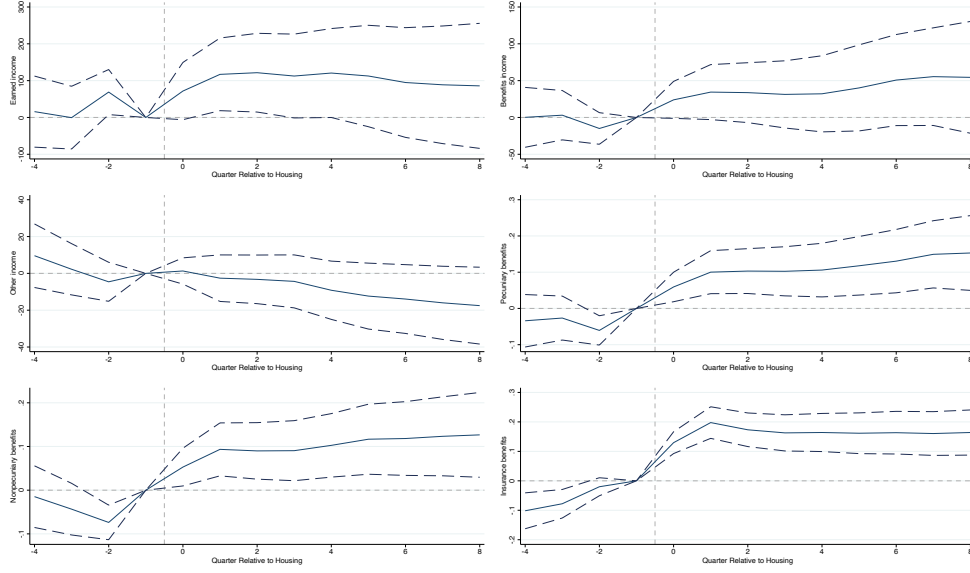 300
200
100
0
-100
Earned income
-4 -2 0 2 4 6 8
Quarter Relative to Housing
150
100
50
0
-50
Benefits income
-4 -2 0 2 4 6 8
Quarter Relative to Housing
40
20
0
-20
-40
Other income
-4 -2 0 2 4 6 8
Quarter Relative to Housing
.3
.2
.1
0
-.1
Pecuniary benefits
-4 -2 0 2 4 6 8
Quarter Relative to Housing
.2
.1
0
-.1
Nonpecuniary benefits
-4 -2 0 2 4 6 8
Quarter Relative to Housing
.3
.2
.1
0
-.1
-.2
Insurance benefits
-4 -2 0 2 4 6 8
Quarter Relative to Housing